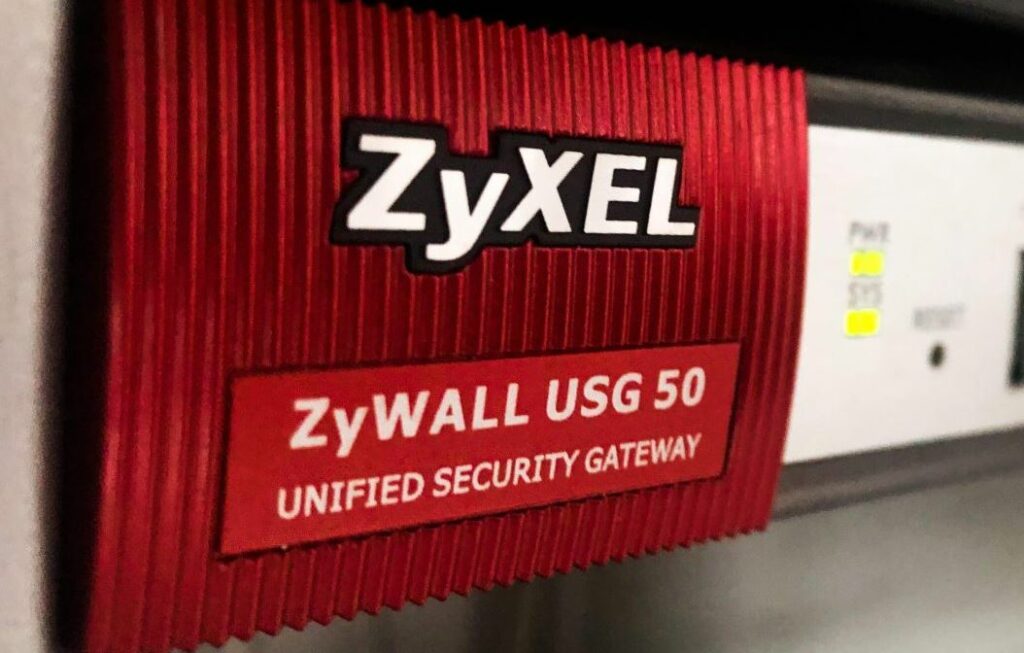 ZyXEL
ZyWALL USG 50
UNIFIED SECURITY GATEWAY
PWR
SYS
RESET